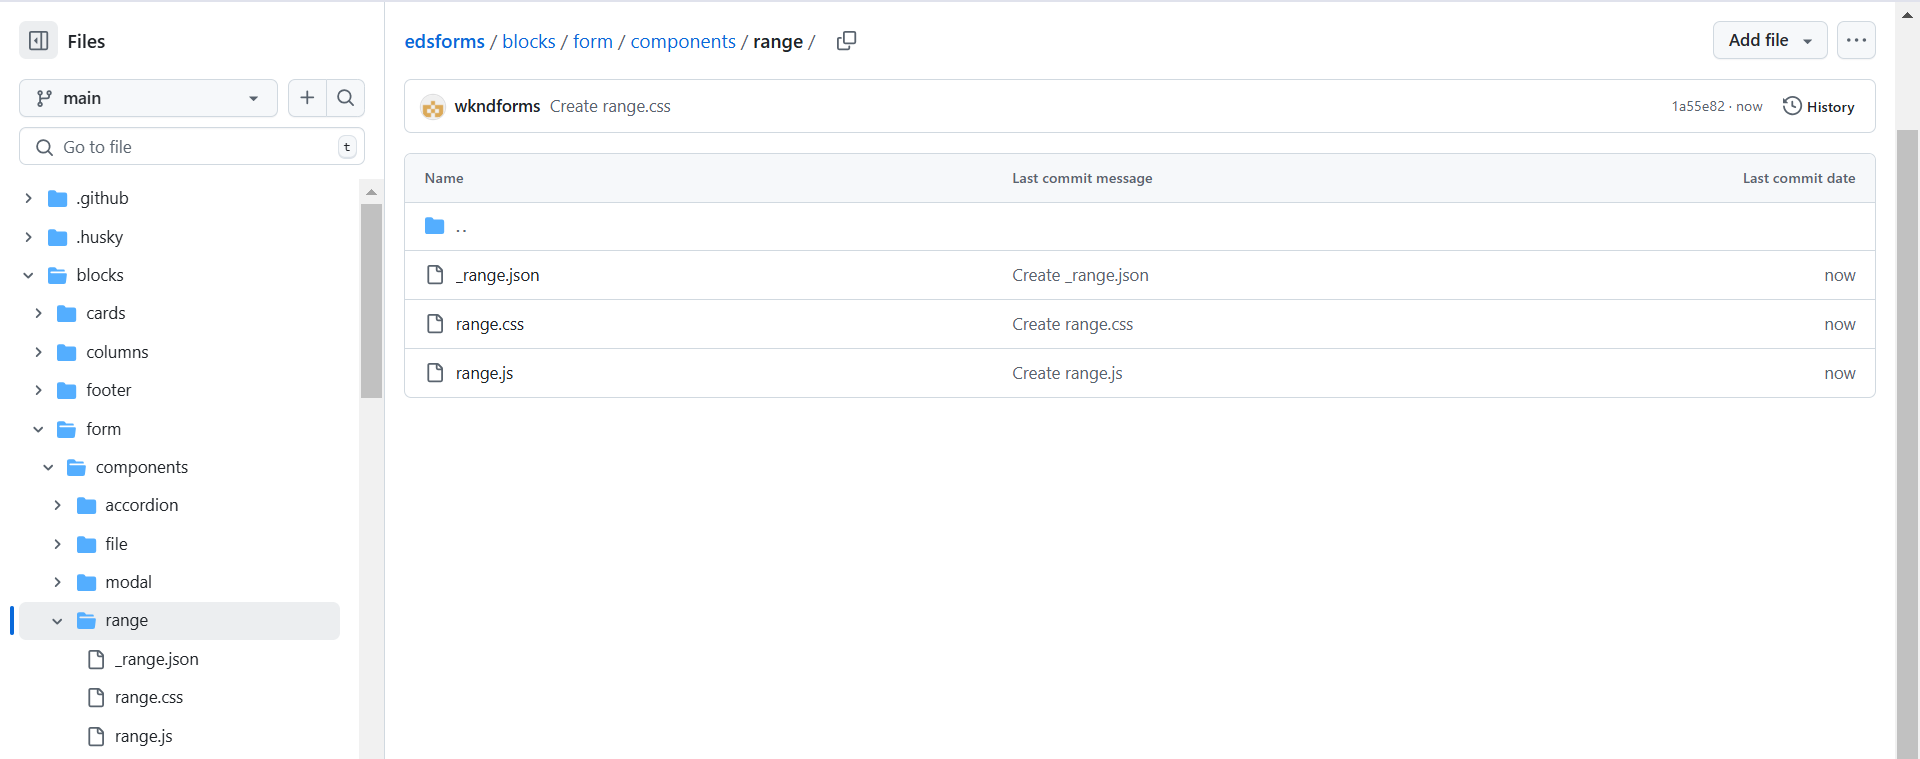 Files
main
Go to file
t
.github
.husky
blocks
cards
columns
footer
form
components
accordion
file
modal
range
_range.json
range.css
range.js
edsforms / blocks / form / components / range /
Add file
wkndforms Create range.css
1a55e82 · now
History
Name Last commit message Last commit date
..
_range.json Create _range.json now
range.css Create range.css now
range.js Create range.js now